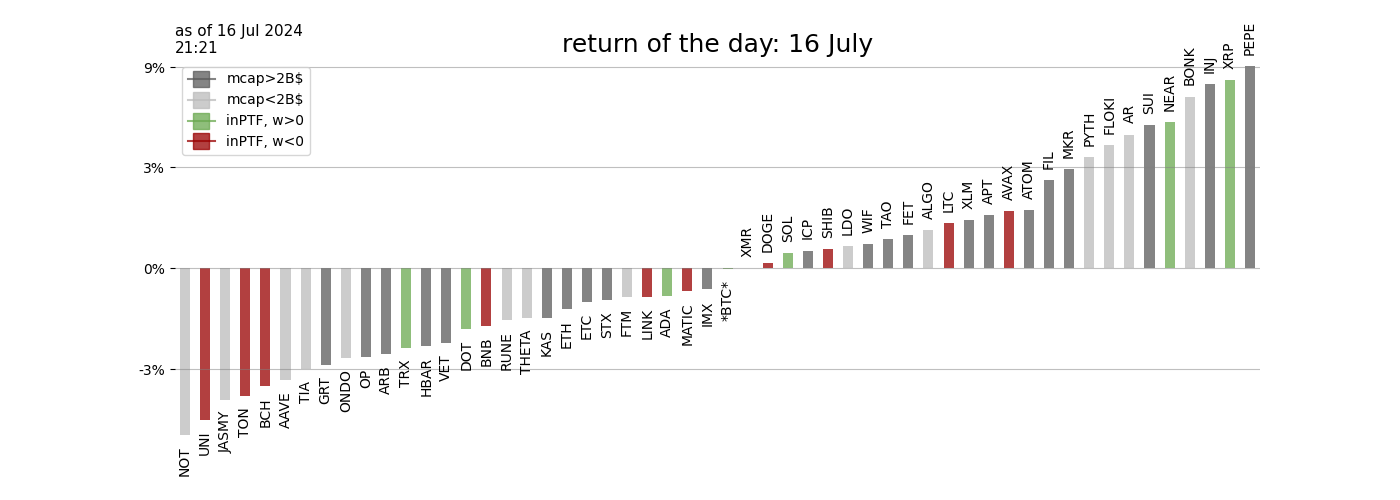 as of 16 Jul 2024
21:21
return of the day: 16 July
9%
3%
0%
-3%
mcap>2B$
mcap<2B$
inPTF, w>0
inPTF, w<0
NOT
UNI
JASMY
TON
BCH
AAVE
TIA
GRT
ONDO
OP
ARB
TRX
HBAR
VET
DOT
BNB
RUNE
THETA
KAS
ETH
ETC
STX
FTM
LINK
ADA
MATIC
IMX
*BTC*
XMR
DOGE
SOL
ICP
SHIB
LDO
WIF
TAO
FET
ALGO
LTC
XLM
APT
AVAX
ATOM
FIL
MKR
PYTH
FLOKI
AR
SUI
NEAR
BONK
INJ
XRP
PEPE